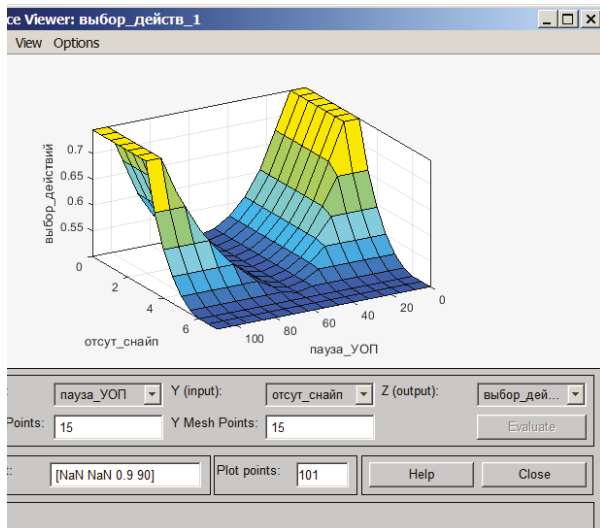 ce Viewer: выбор_действ_1
View Options
0.7
0.65
0.6
0.55
выбор_действий
0
2
4
6
отсут_снайп
100
80
60
40
20
0
пауза_УОП
: пауза_УОП Y (input): отсут_снайп Z (output): выбор_дей...
Points: 15 Y Mesh Points: 15 Evaluate
: [NaN NaN 0.9 90] Plot points: 101 Help Close